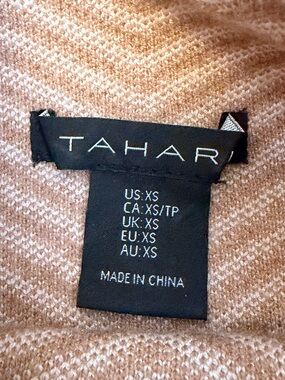 TAHARI
US:XS
CA:XS/TP
UK:XS
EU:XS
AU:XS
MADE IN CHINA